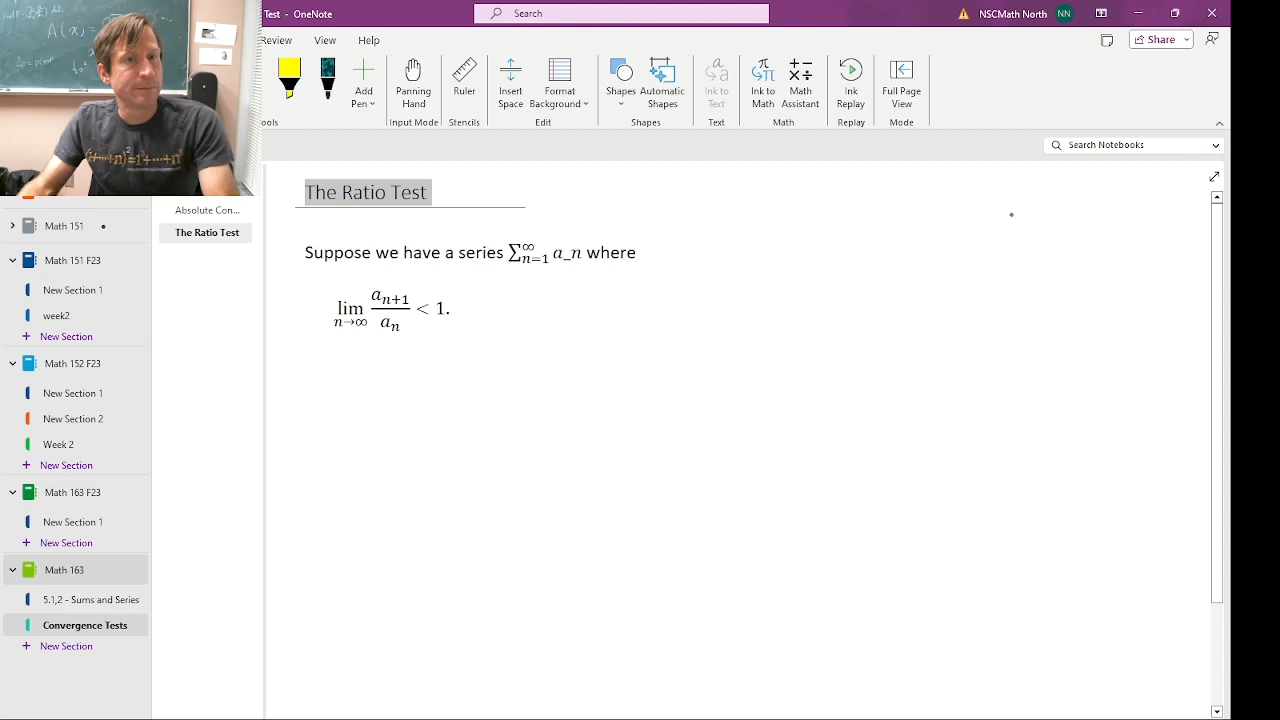 Test - OneNote
Search
NSCMath North
NN
Review View Help
Share
Add Pen
Panning Hand
Ruler
Insert Space
Format Background
Shapes
Automatic Shapes
Ink to Text
Ink to Math
Math Assistant
Ink Replay
Full Page View
ools
Input Mode
Stencils
Edit
Shapes
Text
Math
Replay
Mode
Search Notebooks
A(x) =
(1+···+n)²=1+···+n³
Math 151
Math 151 F23
New Section 1
week2
+ New Section
Math 152 F23
New Section 1
New Section 2
Week 2
+ New Section
Math 163 F23
New Section 1
+ New Section
Math 163
5.1,2 - Sums and Series
Convergence Tests
+ New Section
Absolute Con...
The Ratio Test
The Ratio Test
Suppose we have a series ∑_{n=1}^{∞} a_n where
lim_{n→∞} a_{n+1}/a_n < 1.